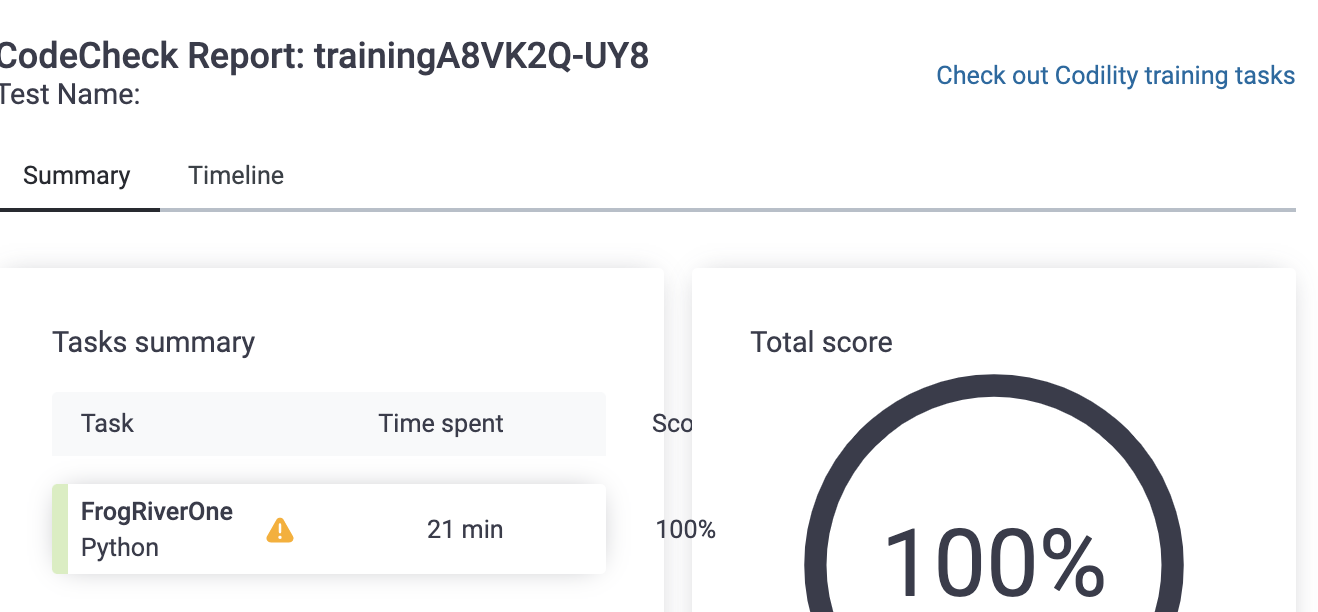 CodeCheck Report: trainingA8VK2Q-UY8
Test Name:
Check out Codility training tasks
Summary Timeline
Tasks summary
Task Time spent Sco
FrogRiverOne
Python
21 min 100%
Total score
100%